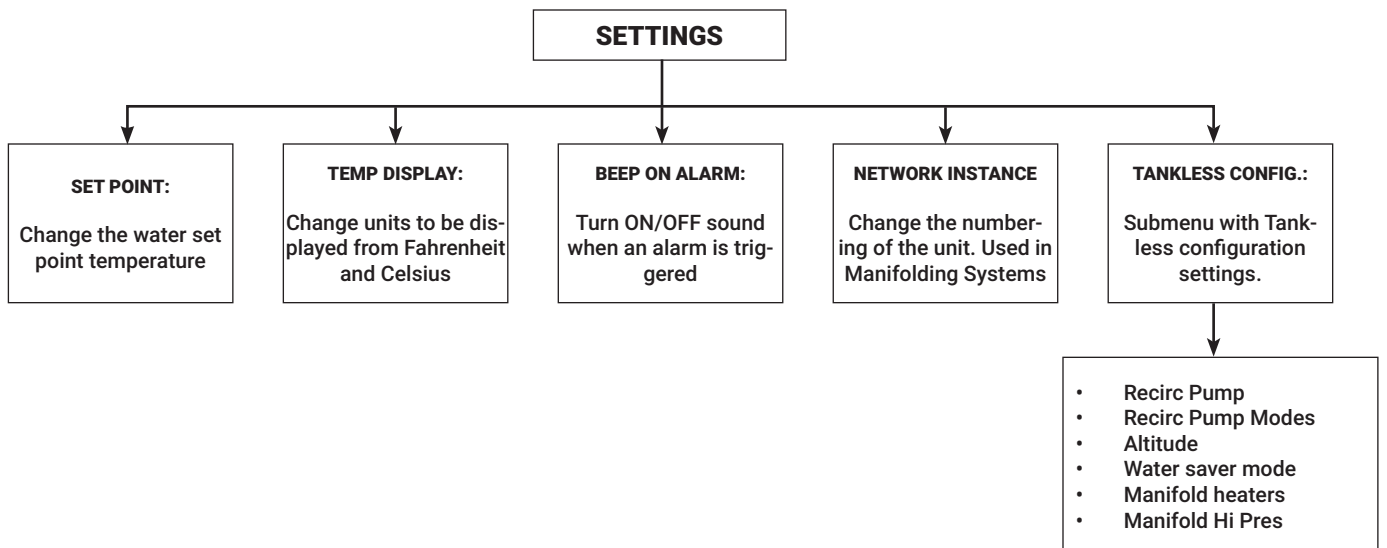 SETTINGS
SET POINT:
Change the water set
point temperature
TEMP DISPLAY:
Change units to be dis-
played from Fahrenheit
and Celsius
BEEP ON ALARM:
Turn ON/OFF sound
when an alarm is trig-
gered
NETWORK INSTANCE
Change the number-
ing of the unit. Used in
Manifolding Systems
TANKLESS CONFIG.:
Submenu with Tank-
less configuration
settings.
• Recirc Pump
• Recirc Pump Modes
• Altitude
• Water saver mode
• Manifold heaters
• Manifold Hi Pres